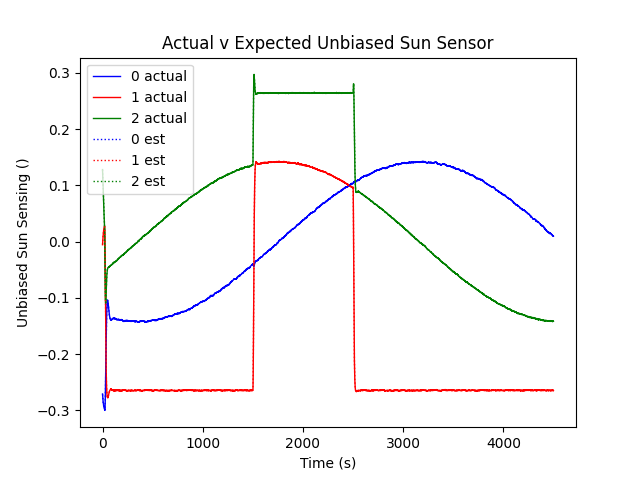 Actual v Expected Unbiased Sun Sensor
Unbiased Sun Sensing ()
0.3
0.2
0.1
0.0
−0.1
−0.2
−0.3
0 actual
1 actual
2 actual
0 est
1 est
2 est
0
1000
2000
3000
4000
Time (s)